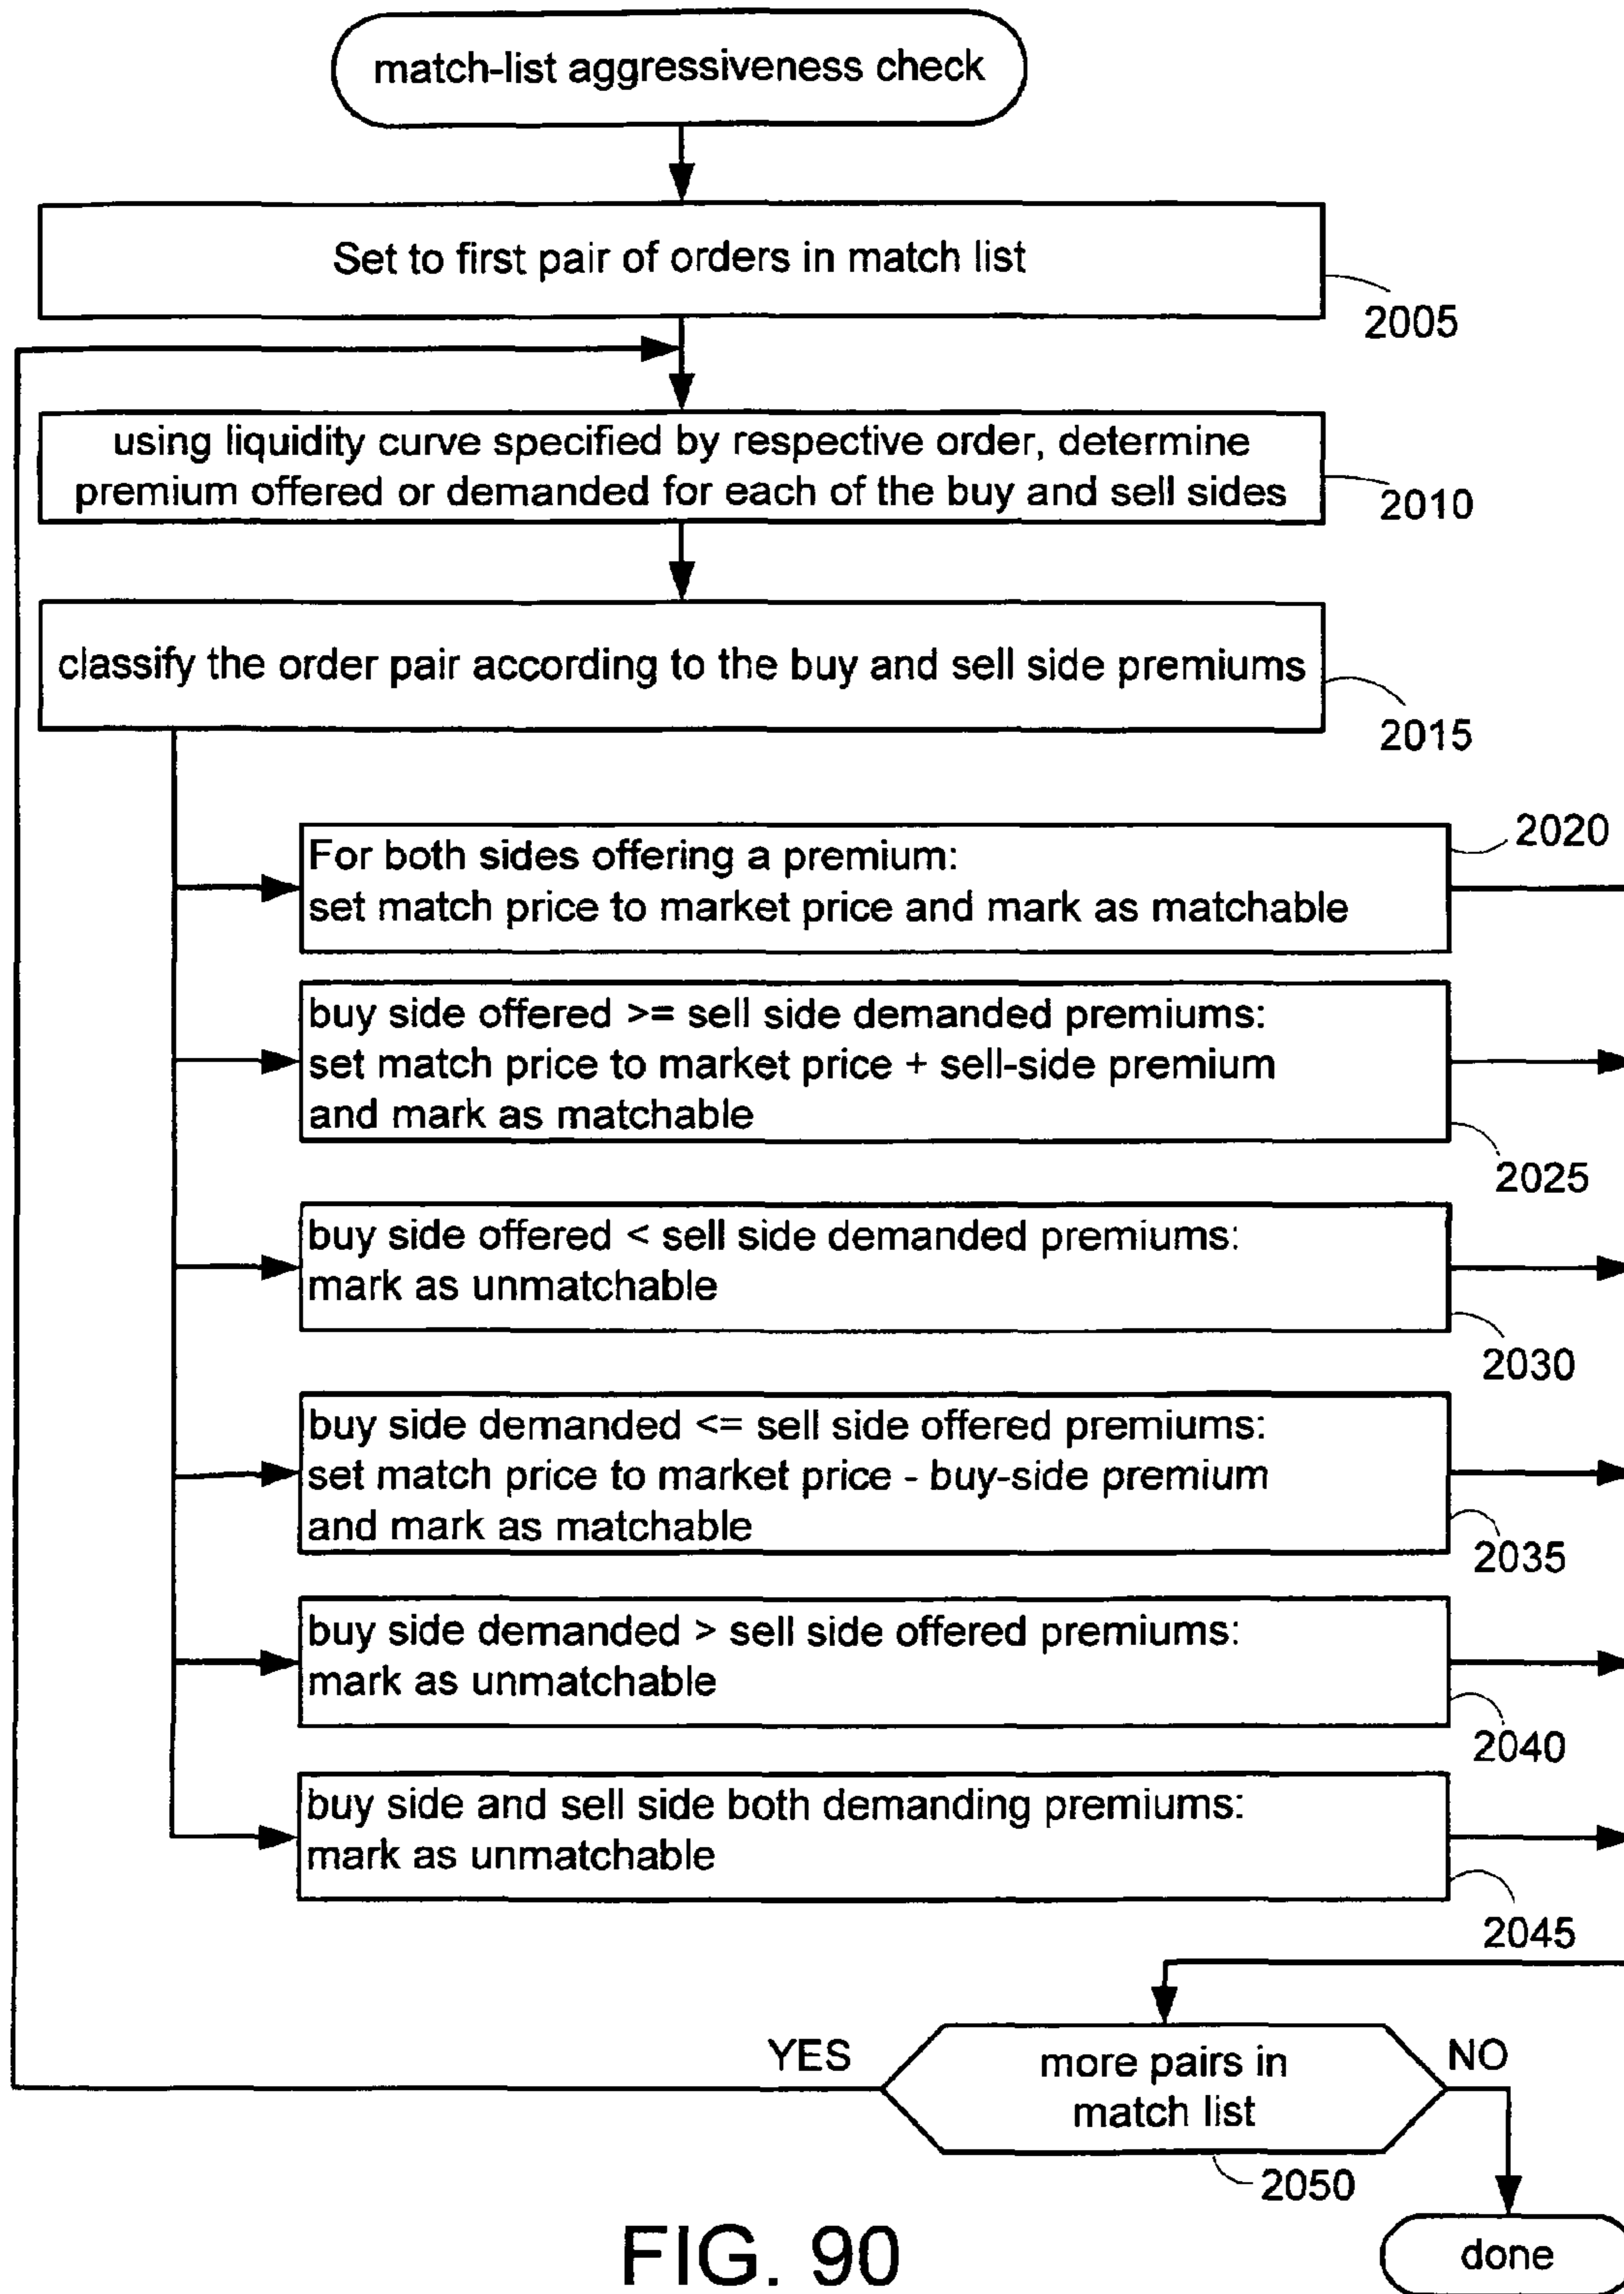 match-list aggressiveness check
Set to first pair of orders in match list
2005
using liquidity curve specified by respective order, determine
premium offered or demanded for each of the buy and sell sides
2010
classify the order pair according to the buy and sell side premiums
2015
2020
For both sides offering a premium:
set match price to market price and mark as matchable
buy side offered >= sell side demanded premiums:
set match price to market price + sell-side premium
and mark as matchable
2025
buy side offered < sell side demanded premiums:
mark as unmatchable
2030
buy side demanded <= sell side offered premiums:
set match price to market price - buy-side premium
and mark as matchable
2035
buy side demanded > sell side offered premiums:
mark as unmatchable
2040
buy side and sell side both demanding premiums:
mark as unmatchable
2045
YES
more pairs in
match list
NO
2050
done
FIG. 90